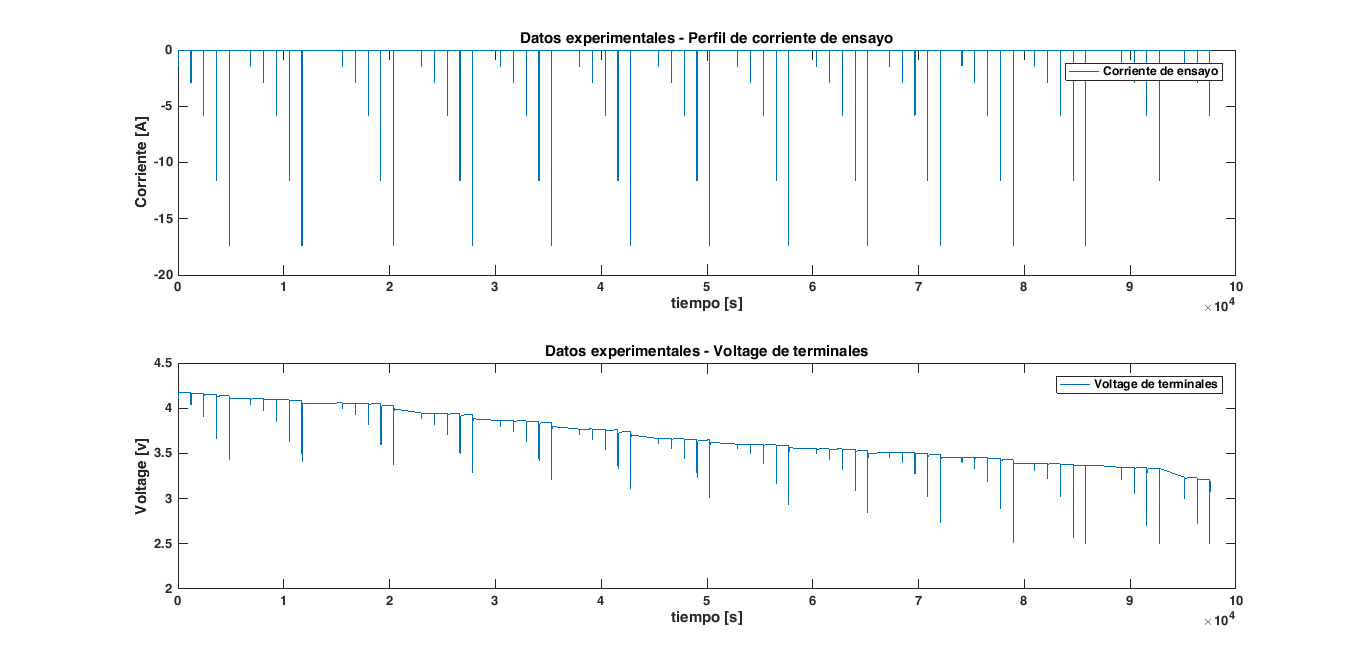 Datos experimentales - Perfil de corriente de ensayo
Corriente de ensayo
Corriente [A]
0
-5
-10
-15
-20
0 1 2 3 4 5 6 7 8 9 10
×10^4
tiempo [s]
Datos experimentales - Voltage de terminales
Voltage de terminales
Voltage [v]
4.5
4
3.5
3
2.5
2
0 1 2 3 4 5 6 7 8 9 10
×10^4
tiempo [s]